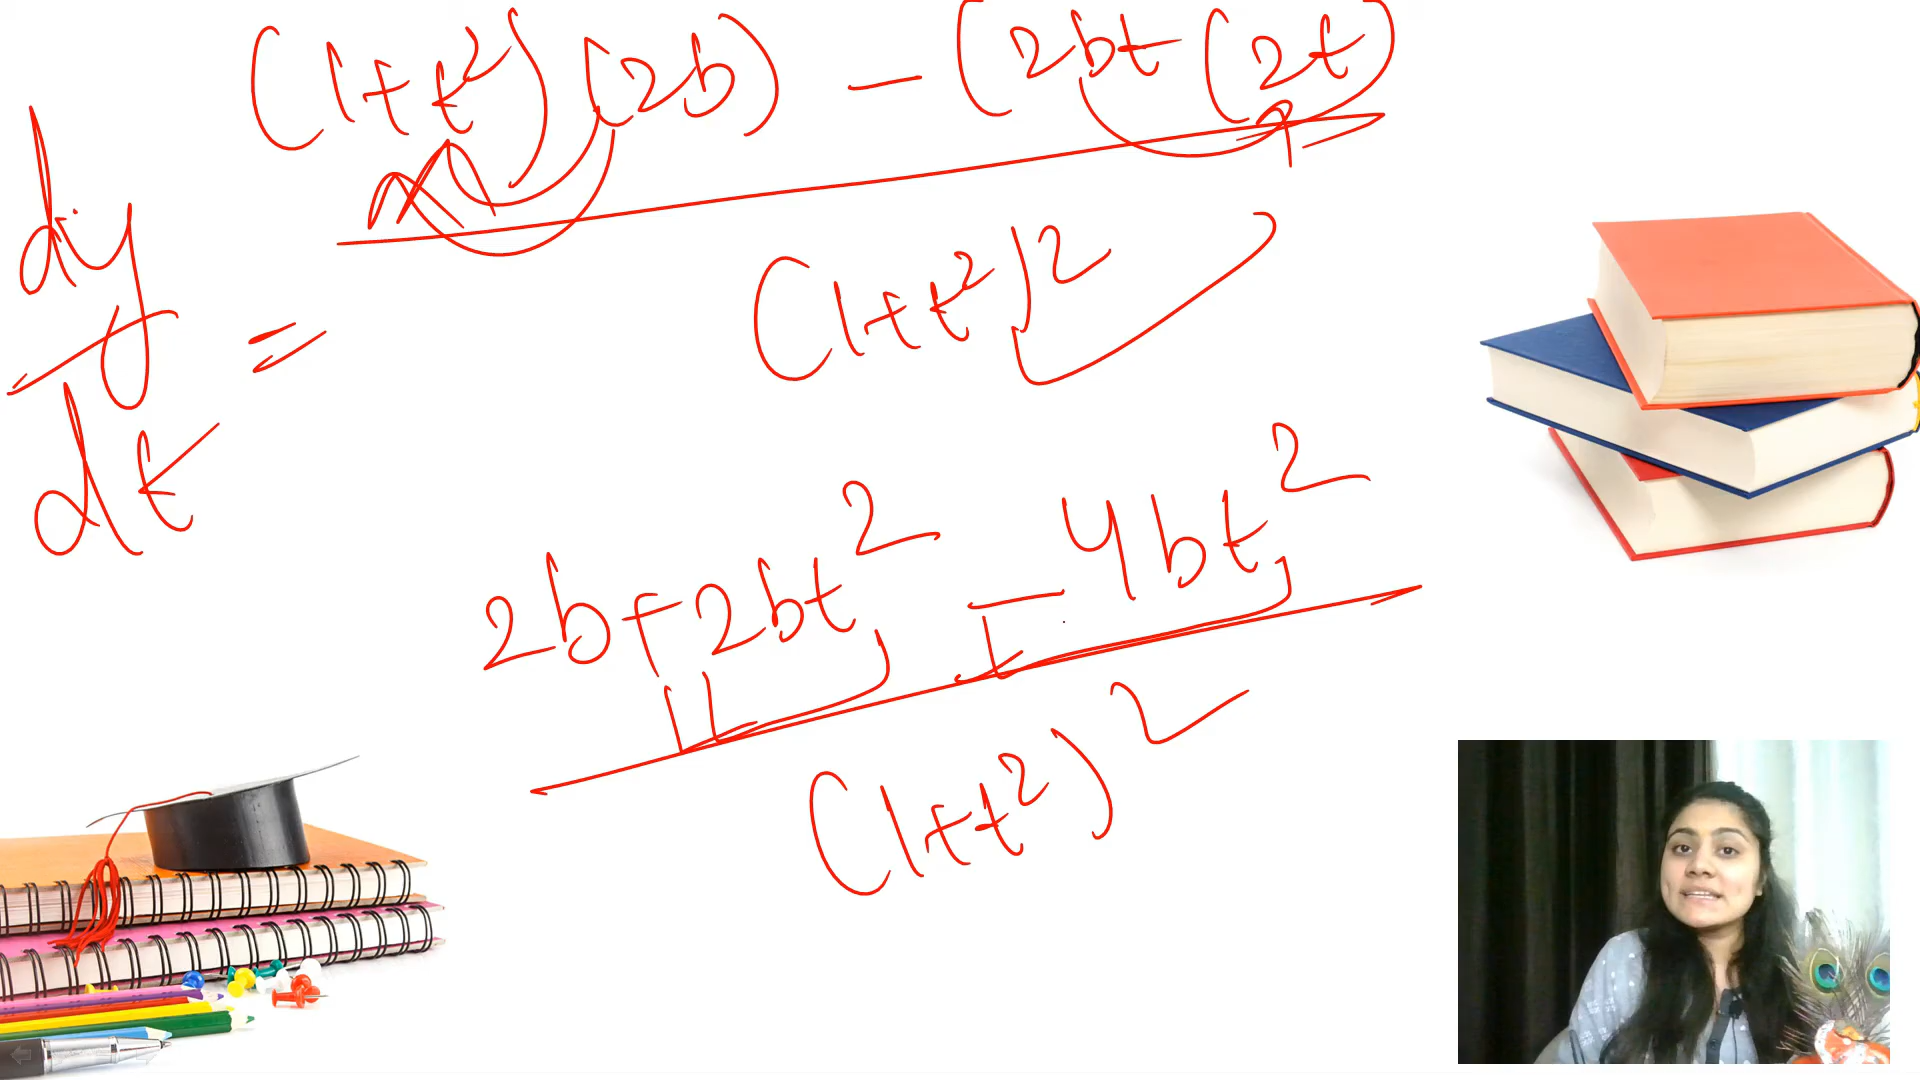 dy/dt = (1+t²)(2b) - (2bt(2t)) / (1+t²)²
2b+2bt² - 4bt² / (1+t²)²